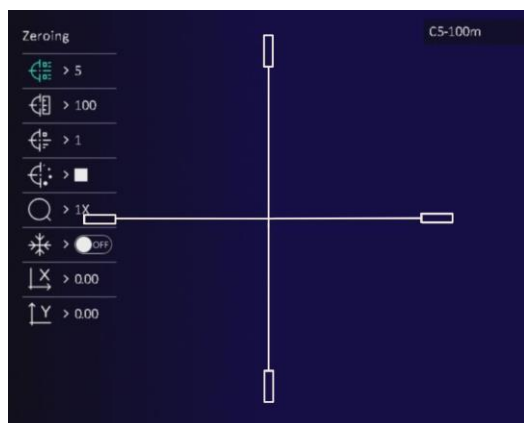 Zeroing
C5-100m
> 5
> 100
> 1
>
> 1X
> OFF
X > 0.00
Y > 0.00